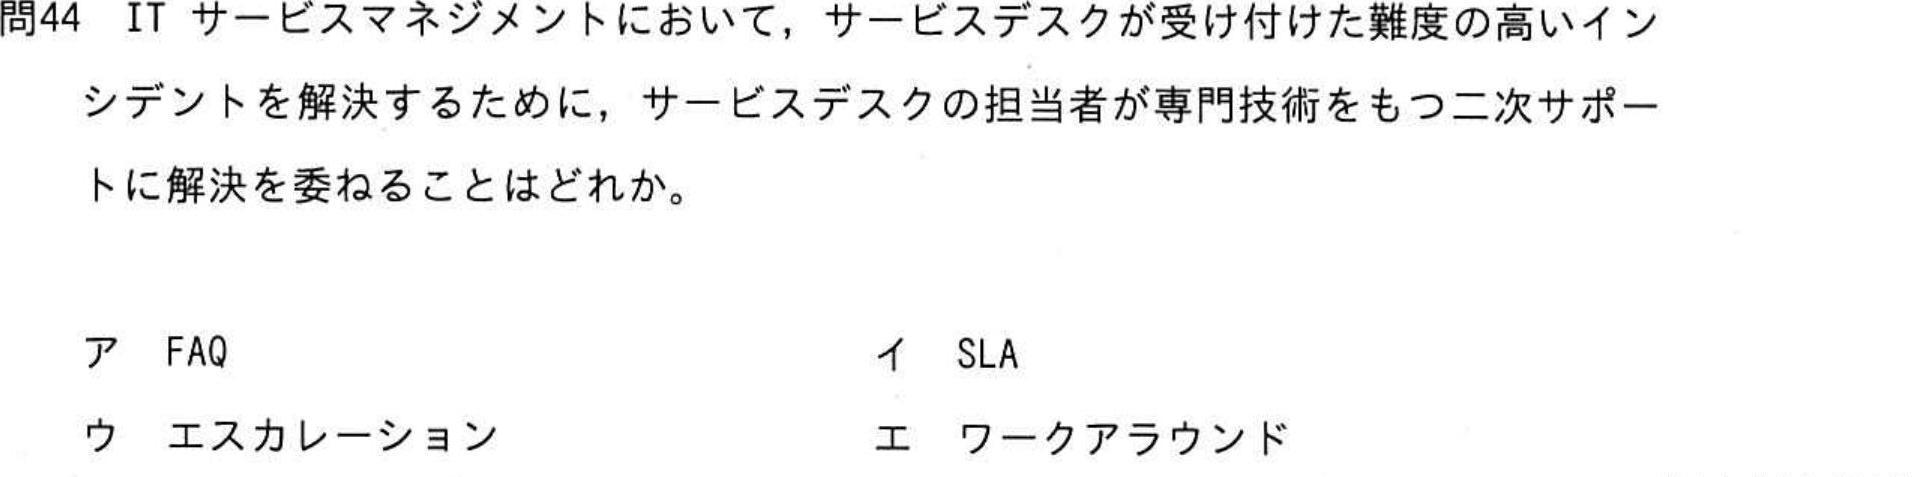 問44 IT サービスマネジメントにおいて，サービスデスクが受け付けた難度の高いイン
シデントを解決するために，サービスデスクの担当者が専門技術をもつ二次サポー
トに解決を委ねることはどれか。
ア FAQ イ SLA
ウ エスカレーション エ ワークアラウンド